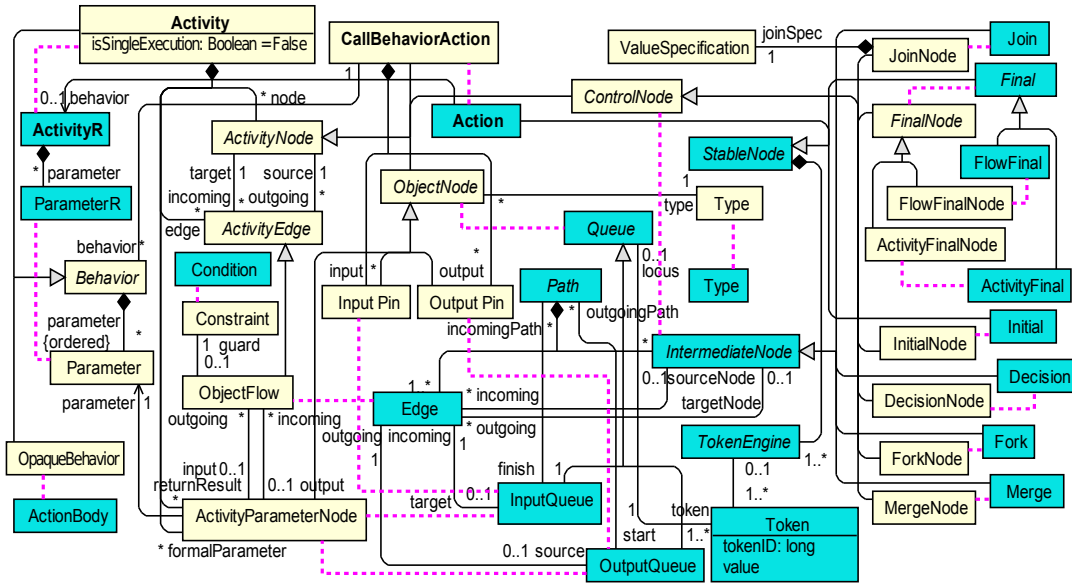 Activity
isSingleExecution: Boolean =False
CallBehaviorAction
ValueSpecification
joinSpec
1
JoinNode
Join
1
0..1
behavior
* node
ControlNode
Final
FinalNode
ActivityR
ActivityNode
Action
StableNode
FlowFinal
* parameter
target
1
source
1
ParameterR
incoming
*
outgoing
*
ObjectNode
*
1
type
Type
FlowFinalNode
*
edge
ActivityEdge
Queue
ActivityFinalNode
behavior
*
Behavior
Condition
input
*
output
*
0..1
locus
Path
Type
ActivityFinal
Input Pin
Output Pin
*
outgoingPath
parameter
{ordered}
*
Constraint
incomingPath
*
Initial
1
guard
0..1
*
InitialNode
IntermediateNode
Parameter
ObjectFlow
1..*
* incoming
0..1
sourceNode
0..1
Decision
parameter
1
targetNode
DecisionNode
outgoing
*
* incoming
Edge
outgoing
1
incoming
1
* outgoing
TokenEngine
Fork
OpaqueBehavior
ForkNode
input
0..1
finish
1
0..1
1..*
returnResult
*
0..1
output
target
0..1
InputQueue
1..*
Merge
ActionBody
ActivityParameterNode
1
token
MergeNode
Token
start
1..*
tokenID: long
value
* formalParameter
0..1
source
OutputQueue